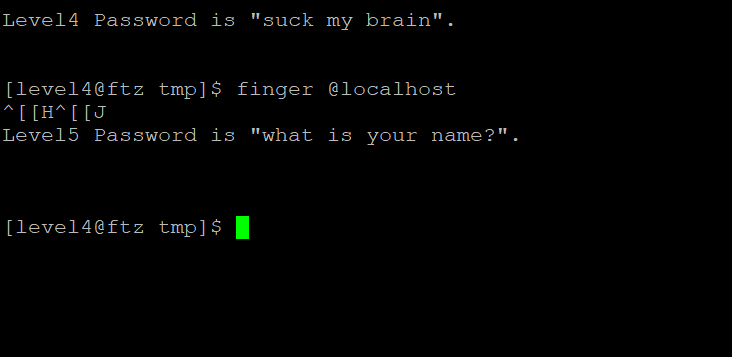 Level4 Password is "suck my brain".
[level4@ftz tmp]$ finger @localhost
^[[H^[[J
Level5 Password is "what is your name?".
[level4@ftz tmp]$